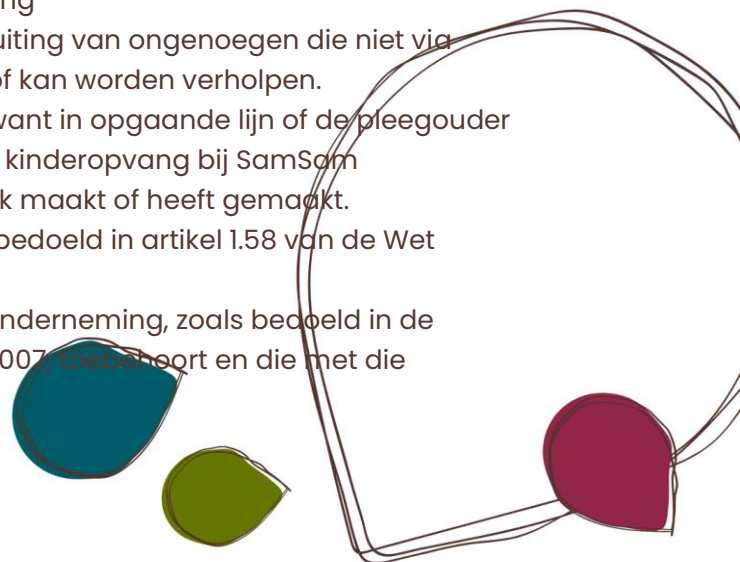 ng
uiting van ongenoegen die niet via
of kan worden verholpen.
want in opgaande lijn of de pleegouder
kinderopvang bij SamSam
k maakt of heeft gemaakt.
bedoeld in artikel 1.58 van de Wet
nderneming, zoals bedoeld in de
007, toebehoort en die met die